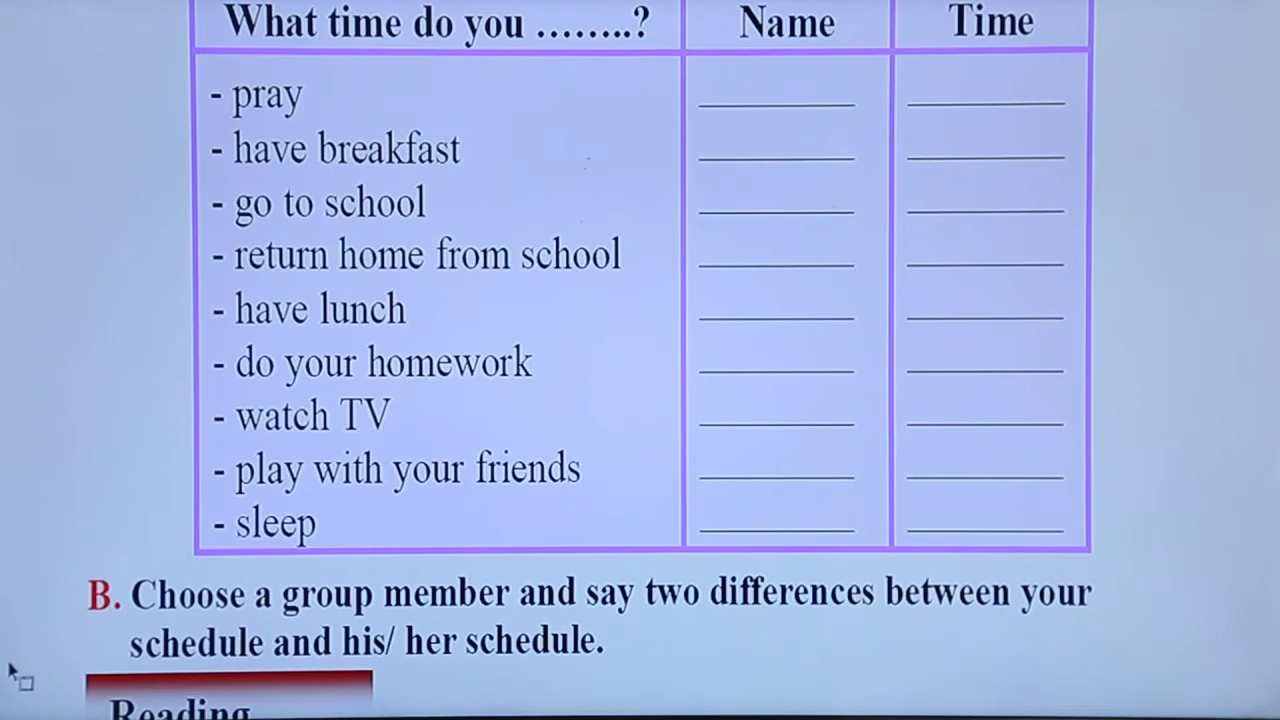 What time do you ........? Name Time
- pray
- have breakfast
- go to school
- return home from school
- have lunch
- do your homework
- watch TV
- play with your friends
- sleep
B. Choose a group member and say two differences between your
schedule and his/ her schedule.
Reading